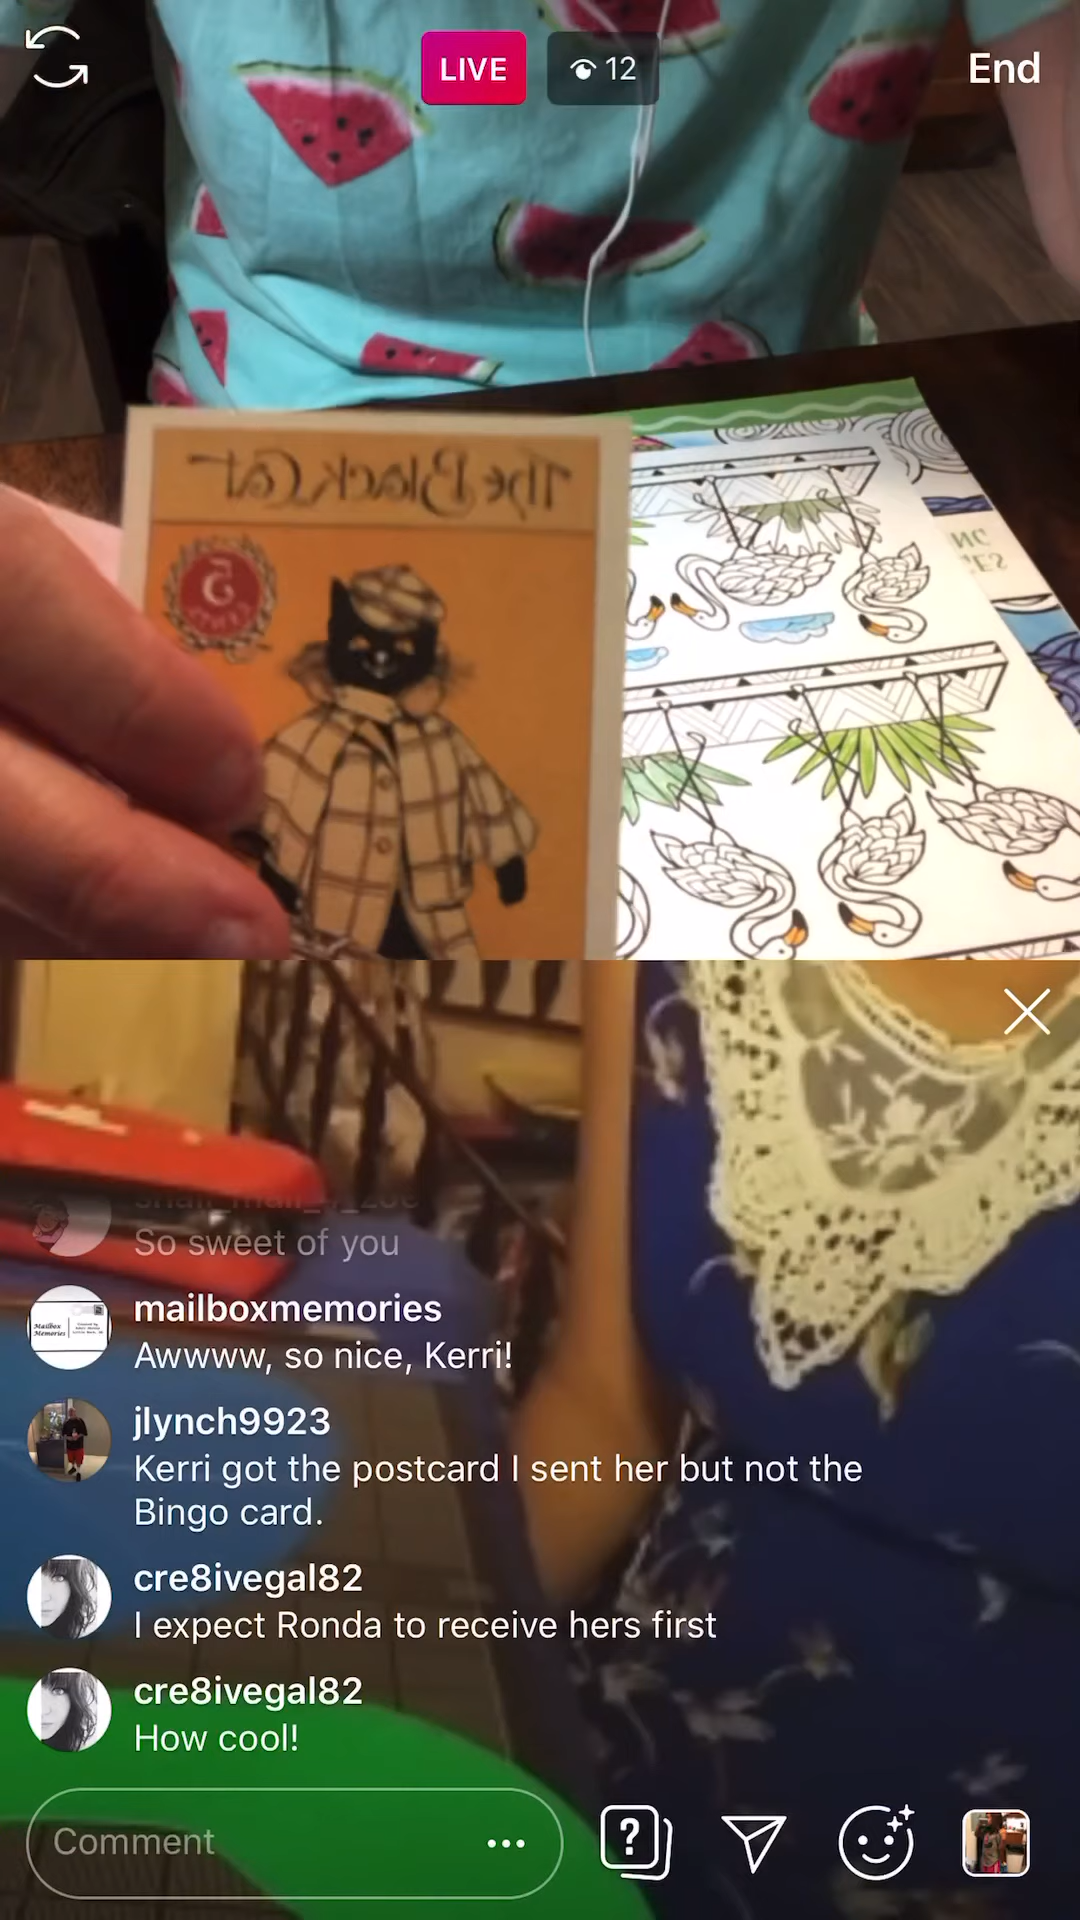 LIVE
12
End
The Black Cat
5
CENTS
So sweet of you
mailboxmemories
Awwww, so nice, Kerri!
jlynch9923
Kerri got the postcard I sent her but not the
Bingo card.
cre8ivegal82
I expect Ronda to receive hers first
cre8ivegal82
How cool!
Comment